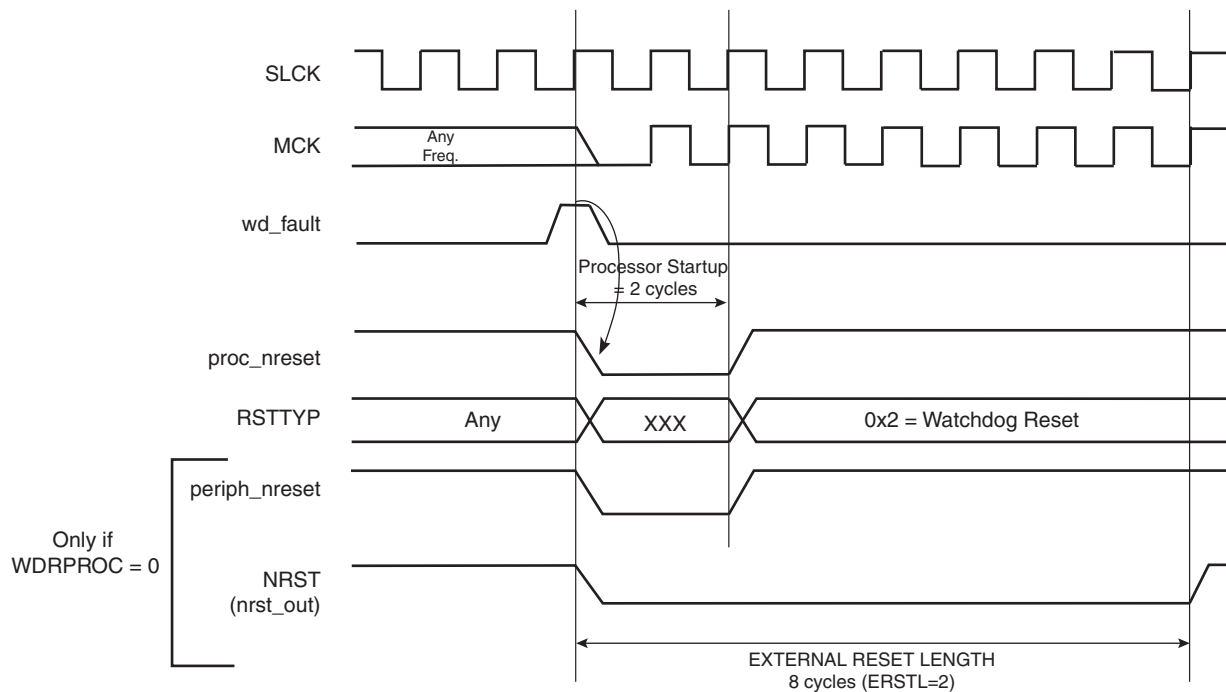 SLCK
MCK
Any
Freq.
wd_fault
Processor Startup
= 2 cycles
proc_nreset
RSTTYP
Any
XXX
0x2 = Watchdog Reset
periph_nreset
Only if
WDRPROC = 0
NRST
(nrst_out)
EXTERNAL RESET LENGTH
8 cycles (ERSTL=2)